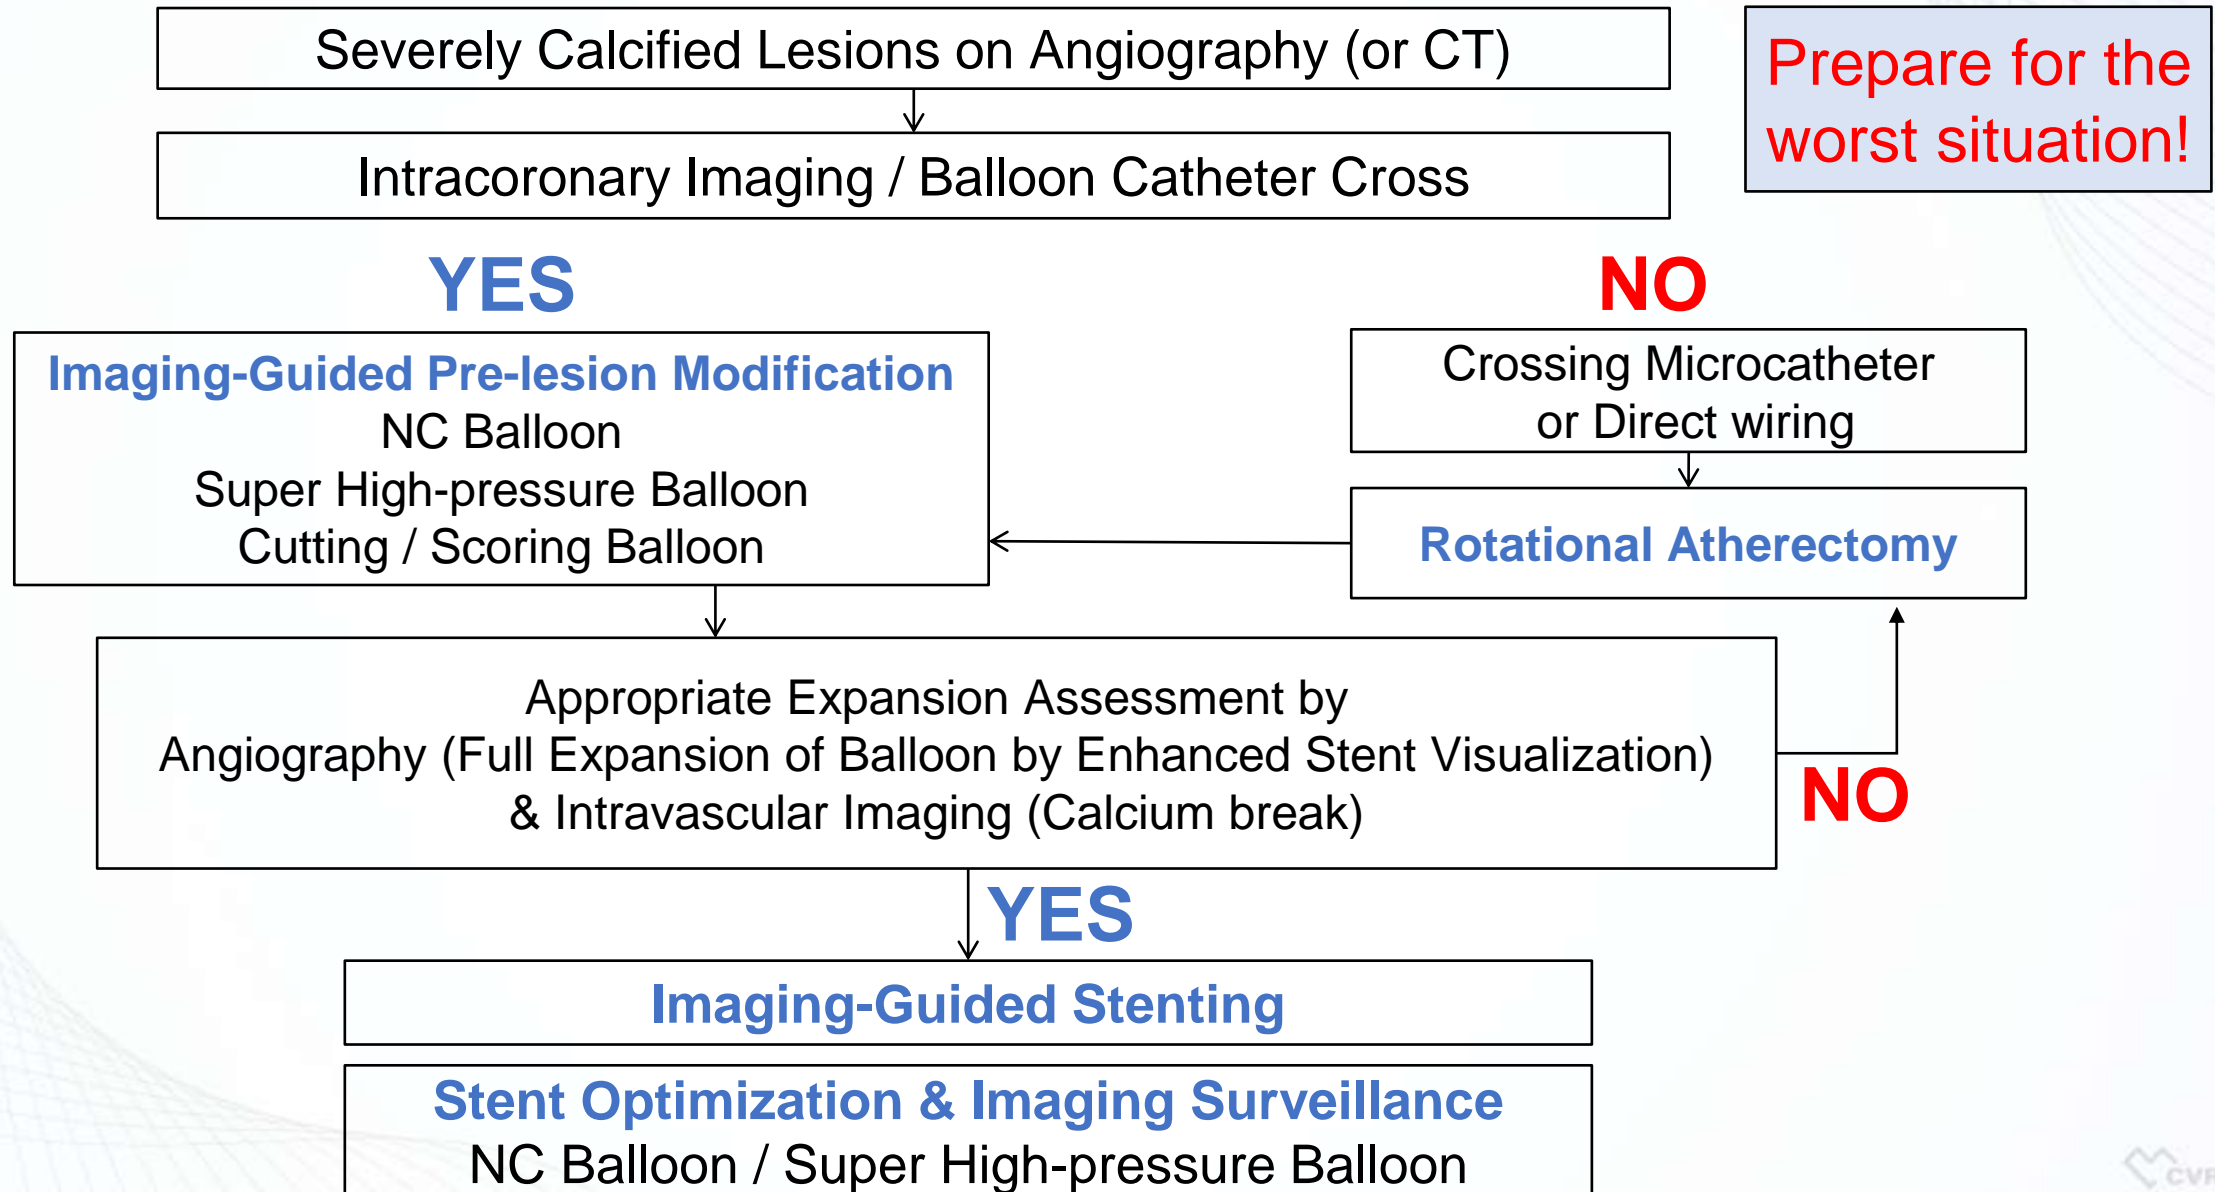 Severely Calcified Lesions on Angiography (or CT)
Prepare for the
worst situation!
Intracoronary Imaging / Balloon Catheter Cross
YES
NO
Imaging-Guided Pre-lesion Modification
NC Balloon
Super High-pressure Balloon
Cutting / Scoring Balloon
Crossing Microcatheter
or Direct wiring
Rotational Atherectomy
Appropriate Expansion Assessment by
Angiography (Full Expansion of Balloon by Enhanced Stent Visualization)
& Intravascular Imaging (Calcium break)
NO
YES
Imaging-Guided Stenting
Stent Optimization & Imaging Surveillance
NC Balloon / Super High-pressure Balloon